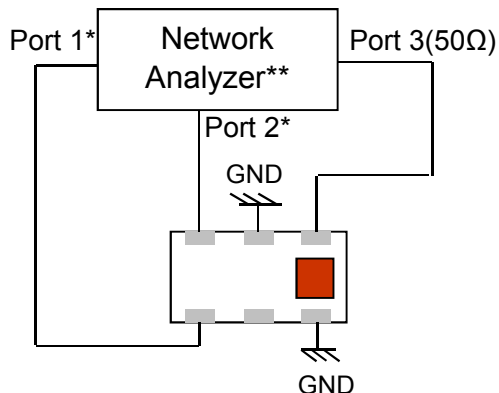 Port 1*
Network
Analyzer**
Port 3(50Ω)
Port 2*
GND
GND